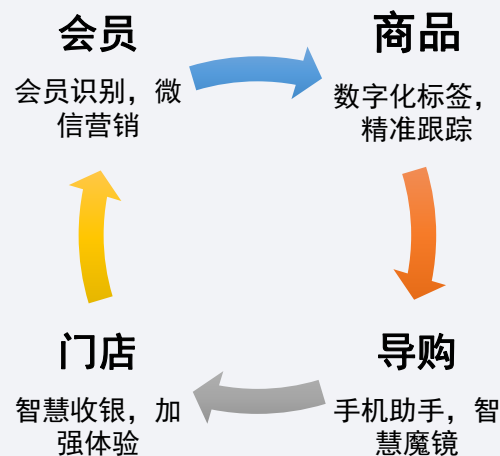 会员
会员识别，微
信营销
商品
数字化标签，
精准跟踪
导购
手机助手，智
慧魔镜
门店
智慧收银，加
强体验